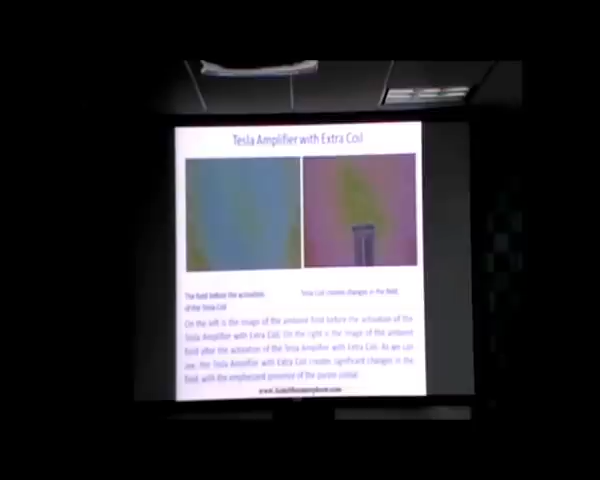 Tesla Amplifier with Extra Coil
The field before the activation
of the Tesla Coil
Tesla Coil creates changes in the field.
On the left is the image of the ambient field before the activation of the
Tesla Amplifier with Extra Coil. On the right is the image of the ambient
field after the activation of the Tesla Amplifier with Extra Coil. As we can
see, the Tesla Amplifier with Extra Coil creates significant changes in the
field, with the emphasized presence of the purple colour.